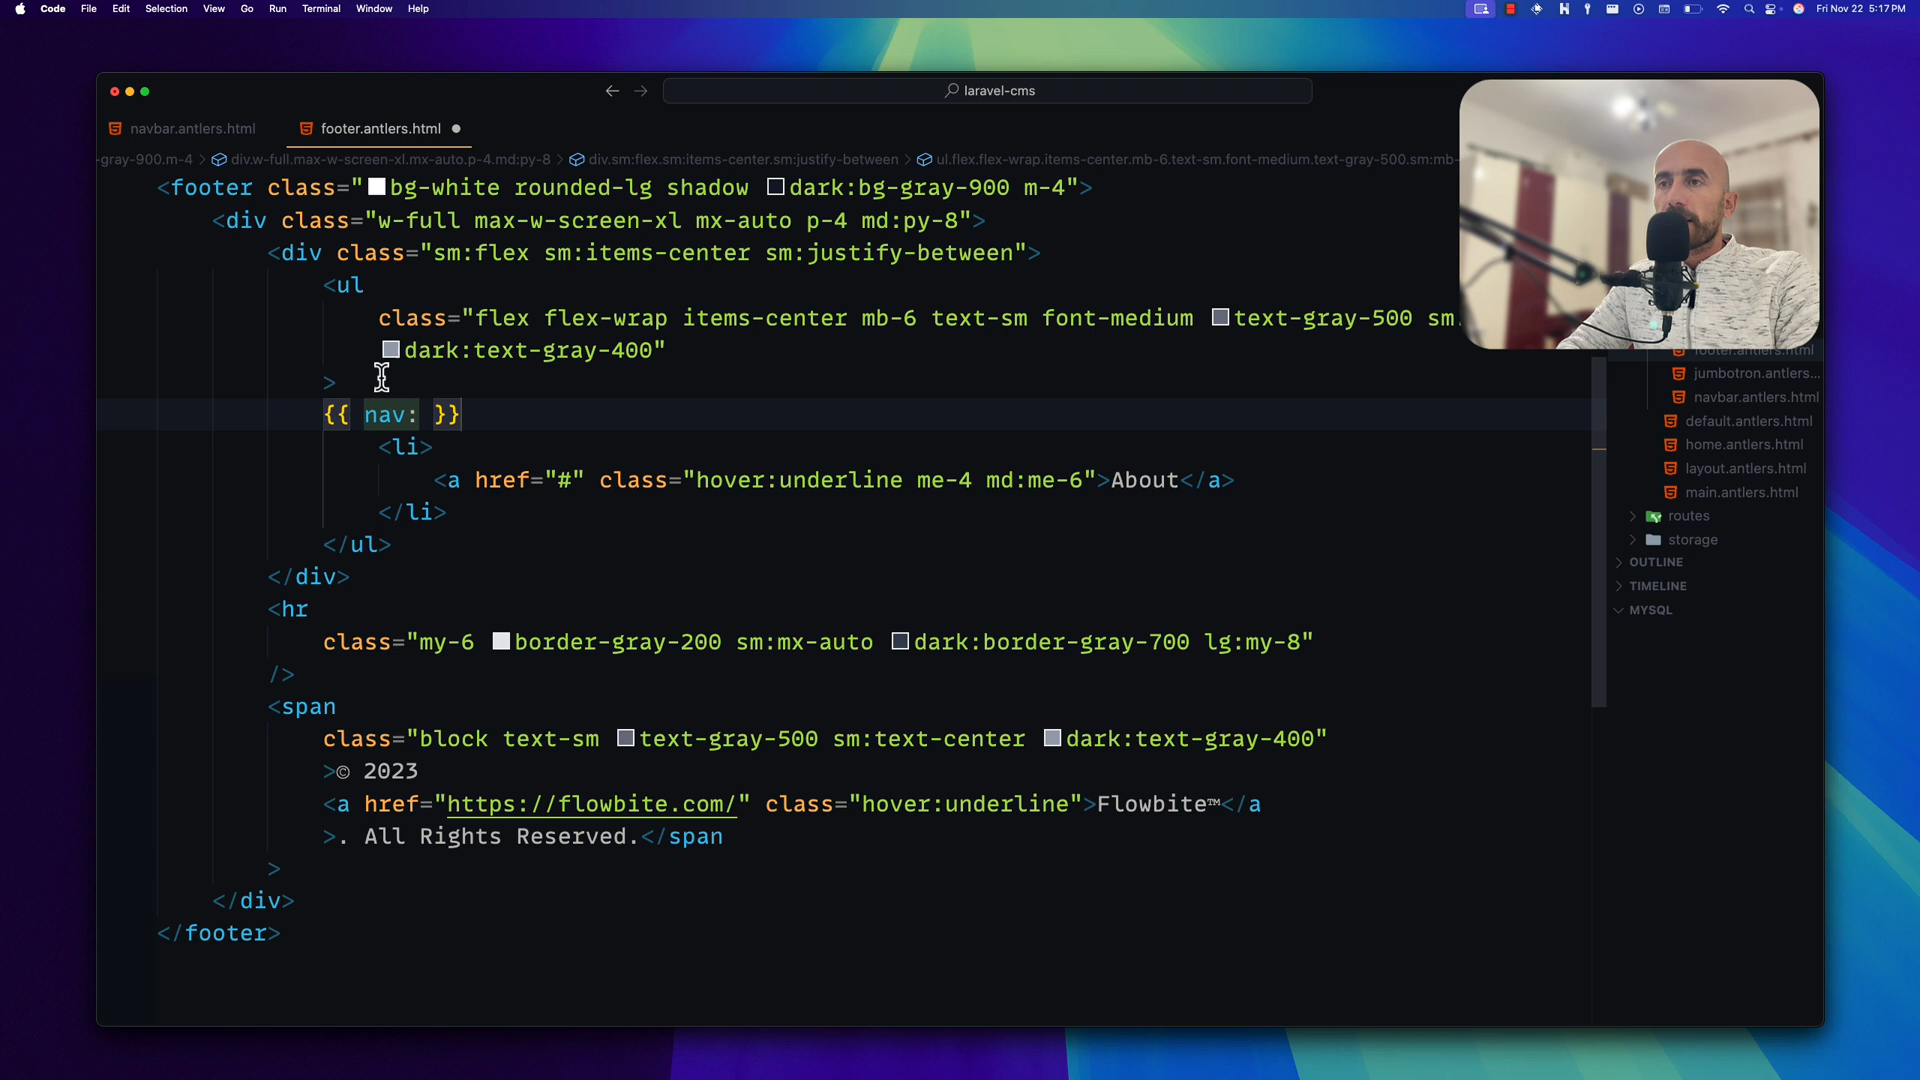 Code File Edit Selection View Go Run Terminal Window Help
Fri Nov 22 5:17 PM
laravel-cms
navbar.antlers.html
footer.antlers.html
-gray-900.m-4 > div.w-full.max-w-screen-xl.mx-auto.p-4.md:py-8 > div.sm:flex.sm:items-center.sm:justify-between > ul.flex.flex-wrap.items-center.mb-6.text-sm.font-medium.text-gray-500.sm:mb-
<footer class="bg-white rounded-lg shadow dark:bg-gray-900 m-4">
<div class="w-full max-w-screen-xl mx-auto p-4 md:py-8">
<div class="sm:flex sm:items-center sm:justify-between">
<ul
class="flex flex-wrap items-center mb-6 text-sm font-medium text-gray-500 sm:
dark:text-gray-400"
>
{{ nav: }}
<li>
<a href="#" class="hover:underline me-4 md:me-6">About</a>
</li>
</ul>
</div>
<hr
class="my-6 border-gray-200 sm:mx-auto dark:border-gray-700 lg:my-8"
/>
<span
class="block text-sm text-gray-500 sm:text-center dark:text-gray-400"
>© 2023
<a href="https://flowbite.com/" class="hover:underline">Flowbite™</a
>. All Rights Reserved.</span
>
</div>
</footer>
footer.antlers.html
jumbotron.antlers...
navbar.antlers.html
default.antlers.html
home.antlers.html
layout.antlers.html
main.antlers.html
routes
storage
OUTLINE
TIMELINE
MYSQL